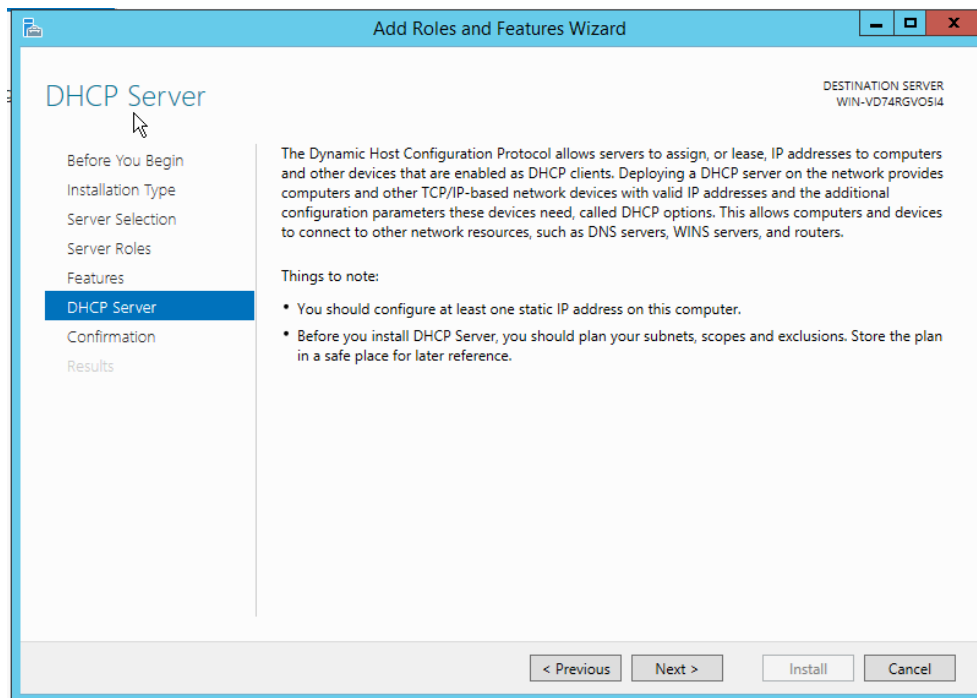 Add Roles and Features Wizard
DHCP Server
DESTINATION SERVER
WIN-VD74RGVO5I4
Before You Begin
Installation Type
Server Selection
Server Roles
Features
DHCP Server
Confirmation
Results
The Dynamic Host Configuration Protocol allows servers to assign, or lease, IP addresses to computers
and other devices that are enabled as DHCP clients. Deploying a DHCP server on the network provides
computers and other TCP/IP-based network devices with valid IP addresses and the additional
configuration parameters these devices need, called DHCP options. This allows computers and devices
to connect to other network resources, such as DNS servers, WINS servers, and routers.
Things to note:
• You should configure at least one static IP address on this computer.
• Before you install DHCP Server, you should plan your subnets, scopes and exclusions. Store the plan
in a safe place for later reference.
< Previous
Next >
Install
Cancel